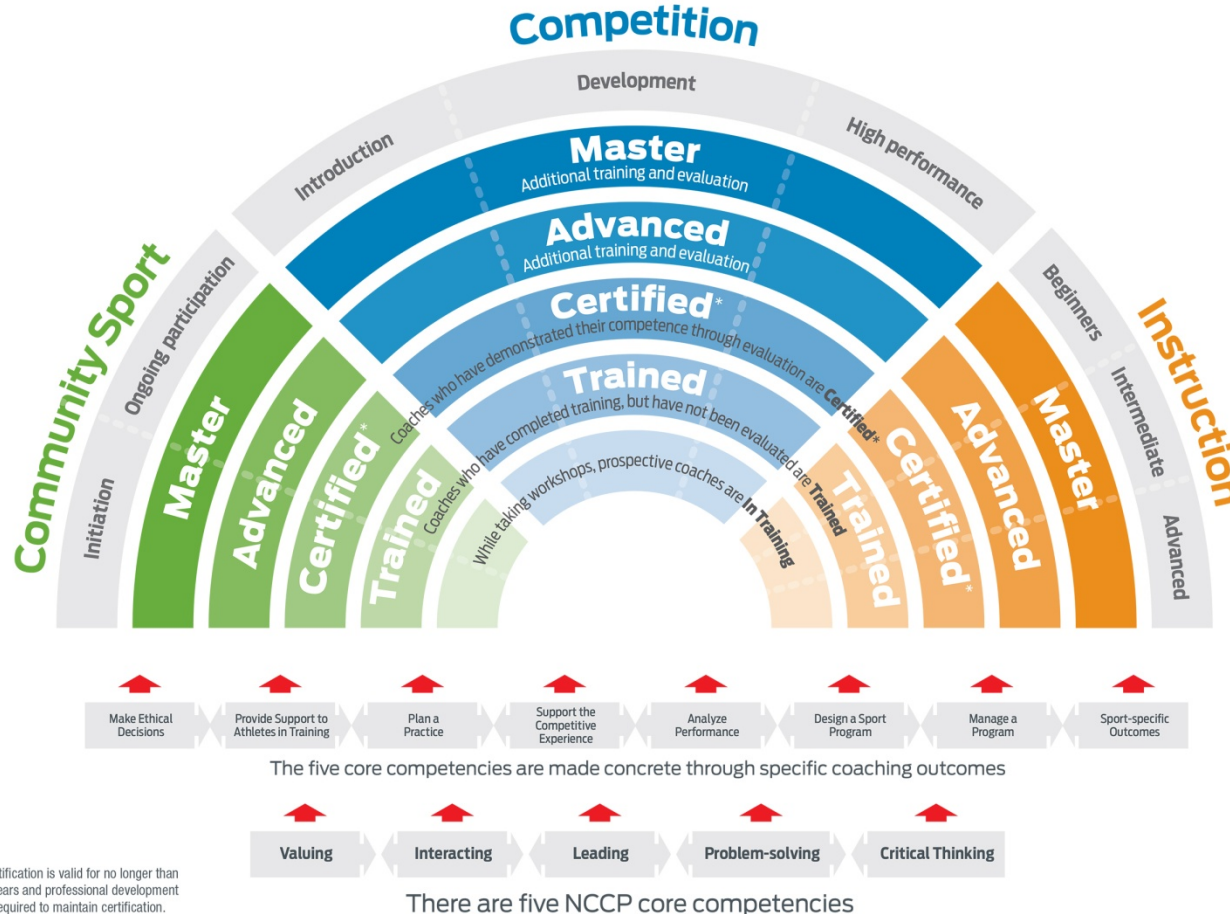 Competition
Development
Introduction
High performance
Master
Additional training and evaluation
Advanced
Additional training and evaluation
Certified*
Coaches who have demonstrated their competence through evaluation are Certified*
Trained
Coaches who have completed training, but have not been evaluated are Trained
While taking workshops, prospective coaches are In Training
Community Sport
Ongoing participation
Initiation
Master
Advanced
Certified*
Trained
Instruction
Beginners
Intermediate
Advanced
Trained
Certified*
Advanced
Master
Make Ethical
Decisions
Provide Support to
Athletes in Training
Plan a
Practice
Support the
Competitive
Experience
Analyze
Performance
Design a Sport
Program
Manage a
Program
Sport-specific
Outcomes
The five core competencies are made concrete through specific coaching outcomes
Valuing
Interacting
Leading
Problem-solving
Critical Thinking
There are five NCCP core competencies
is valid for no longer than
and professional development
to maintain certification.